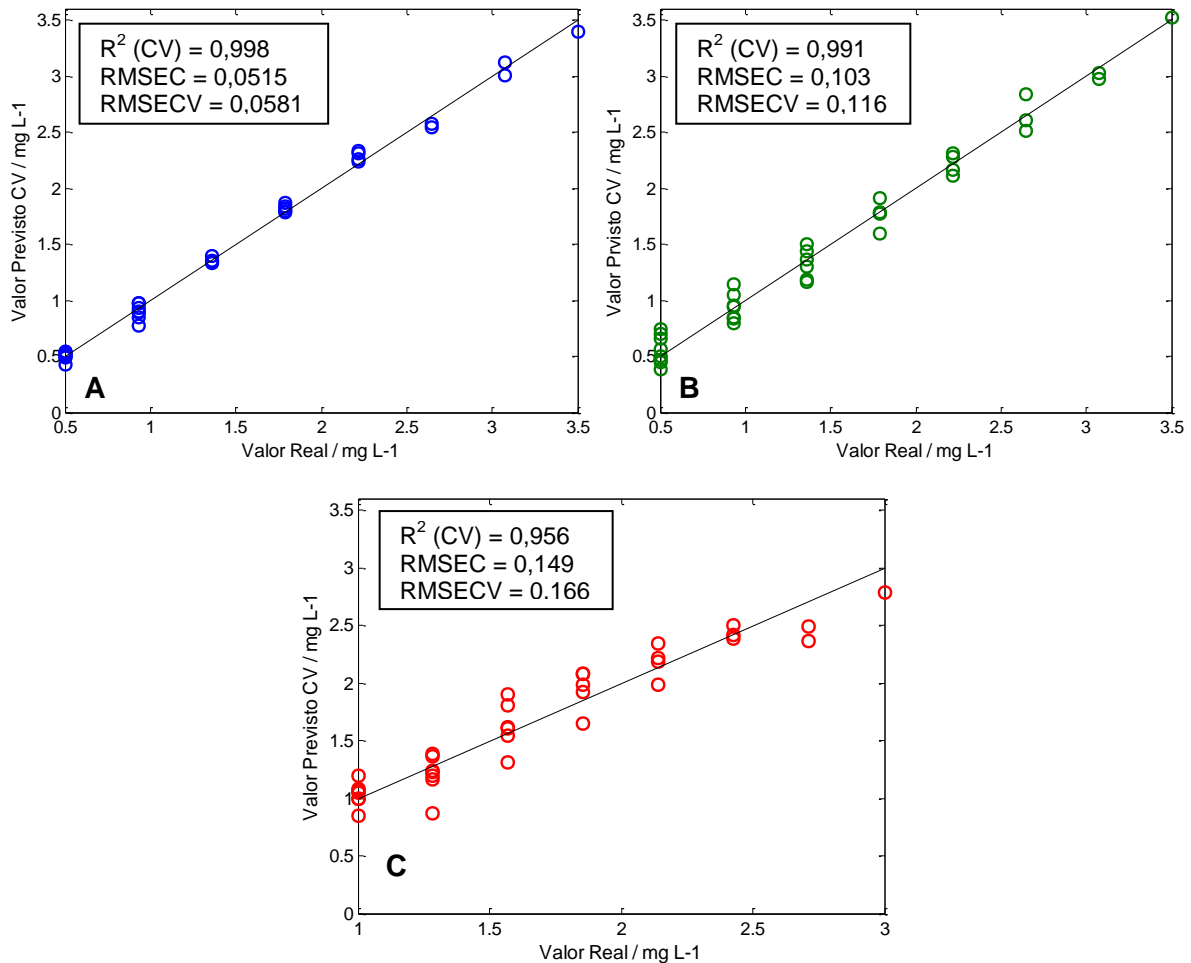 R² (CV) = 0,998
RMSEC = 0,0515
RMSECV = 0,0581
Valor Previsto CV / mg L-1
3.5
3
2.5
2
1.5
1
0.5
0
A
0.5 1 1.5 2 2.5 3 3.5
Valor Real / mg L-1
R² (CV) = 0,991
RMSEC = 0,103
RMSECV = 0,116
Valor Prvisto CV / mg L-1
3.5
3
2.5
2
1.5
1
0.5
0
B
0.5 1 1.5 2 2.5 3 3.5
Valor Real / mg L-1
R² (CV) = 0,956
RMSEC = 0,149
RMSECV = 0.166
Valor Previsto CV / mg L-1
3.5
3
2.5
2
1.5
1
0.5
0
C
1 1.5 2 2.5 3
Valor Real / mg L-1